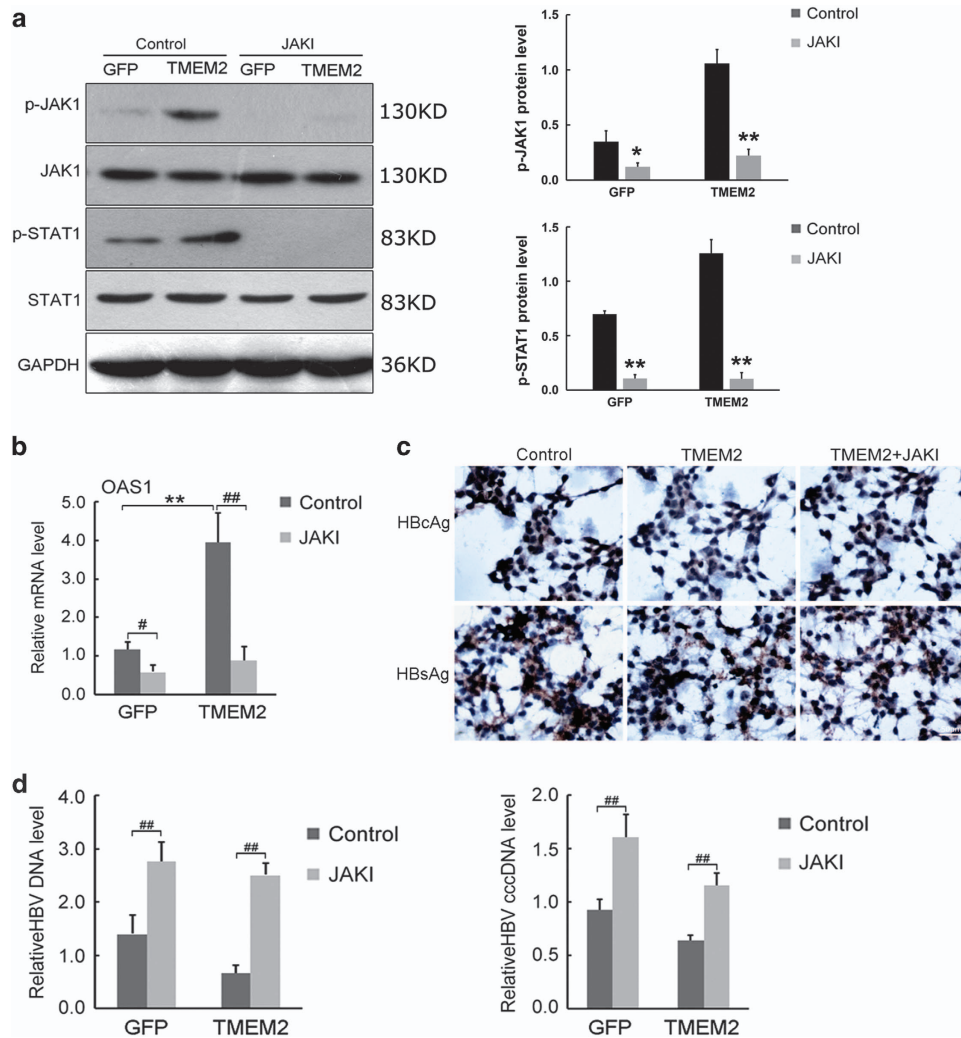 a
Control JAKI
GFP TMEM2 GFP TMEM2
p-JAK1 130KD
JAK1 130KD
p-STAT1 83KD
STAT1 83KD
GAPDH 36KD
Control
JAKI
p-JAK1 protein level
1.5
1.0
0.5
0.0
* **
GFP TMEM2
Control
JAKI
p-STAT1 protein level
1.5
1.0
0.5
0.0
** **
GFP TMEM2
b
OAS1
Relative mRNA level
5.0
4.0
3.0
2.0
1.0
0.0
** ##
#
Control
JAKI
GFP TMEM2
c
Control TMEM2 TMEM2+JAKI
HBcAg
HBsAg
d
RelativeHBV DNA level
4.0
3.0
2.0
1.0
0.0
## ##
Control
JAKI
GFP TMEM2
RelativeHBV cccDNA level
2.0
1.5
1.0
0.5
0.0
## ##
Control
JAKI
GFP TMEM2